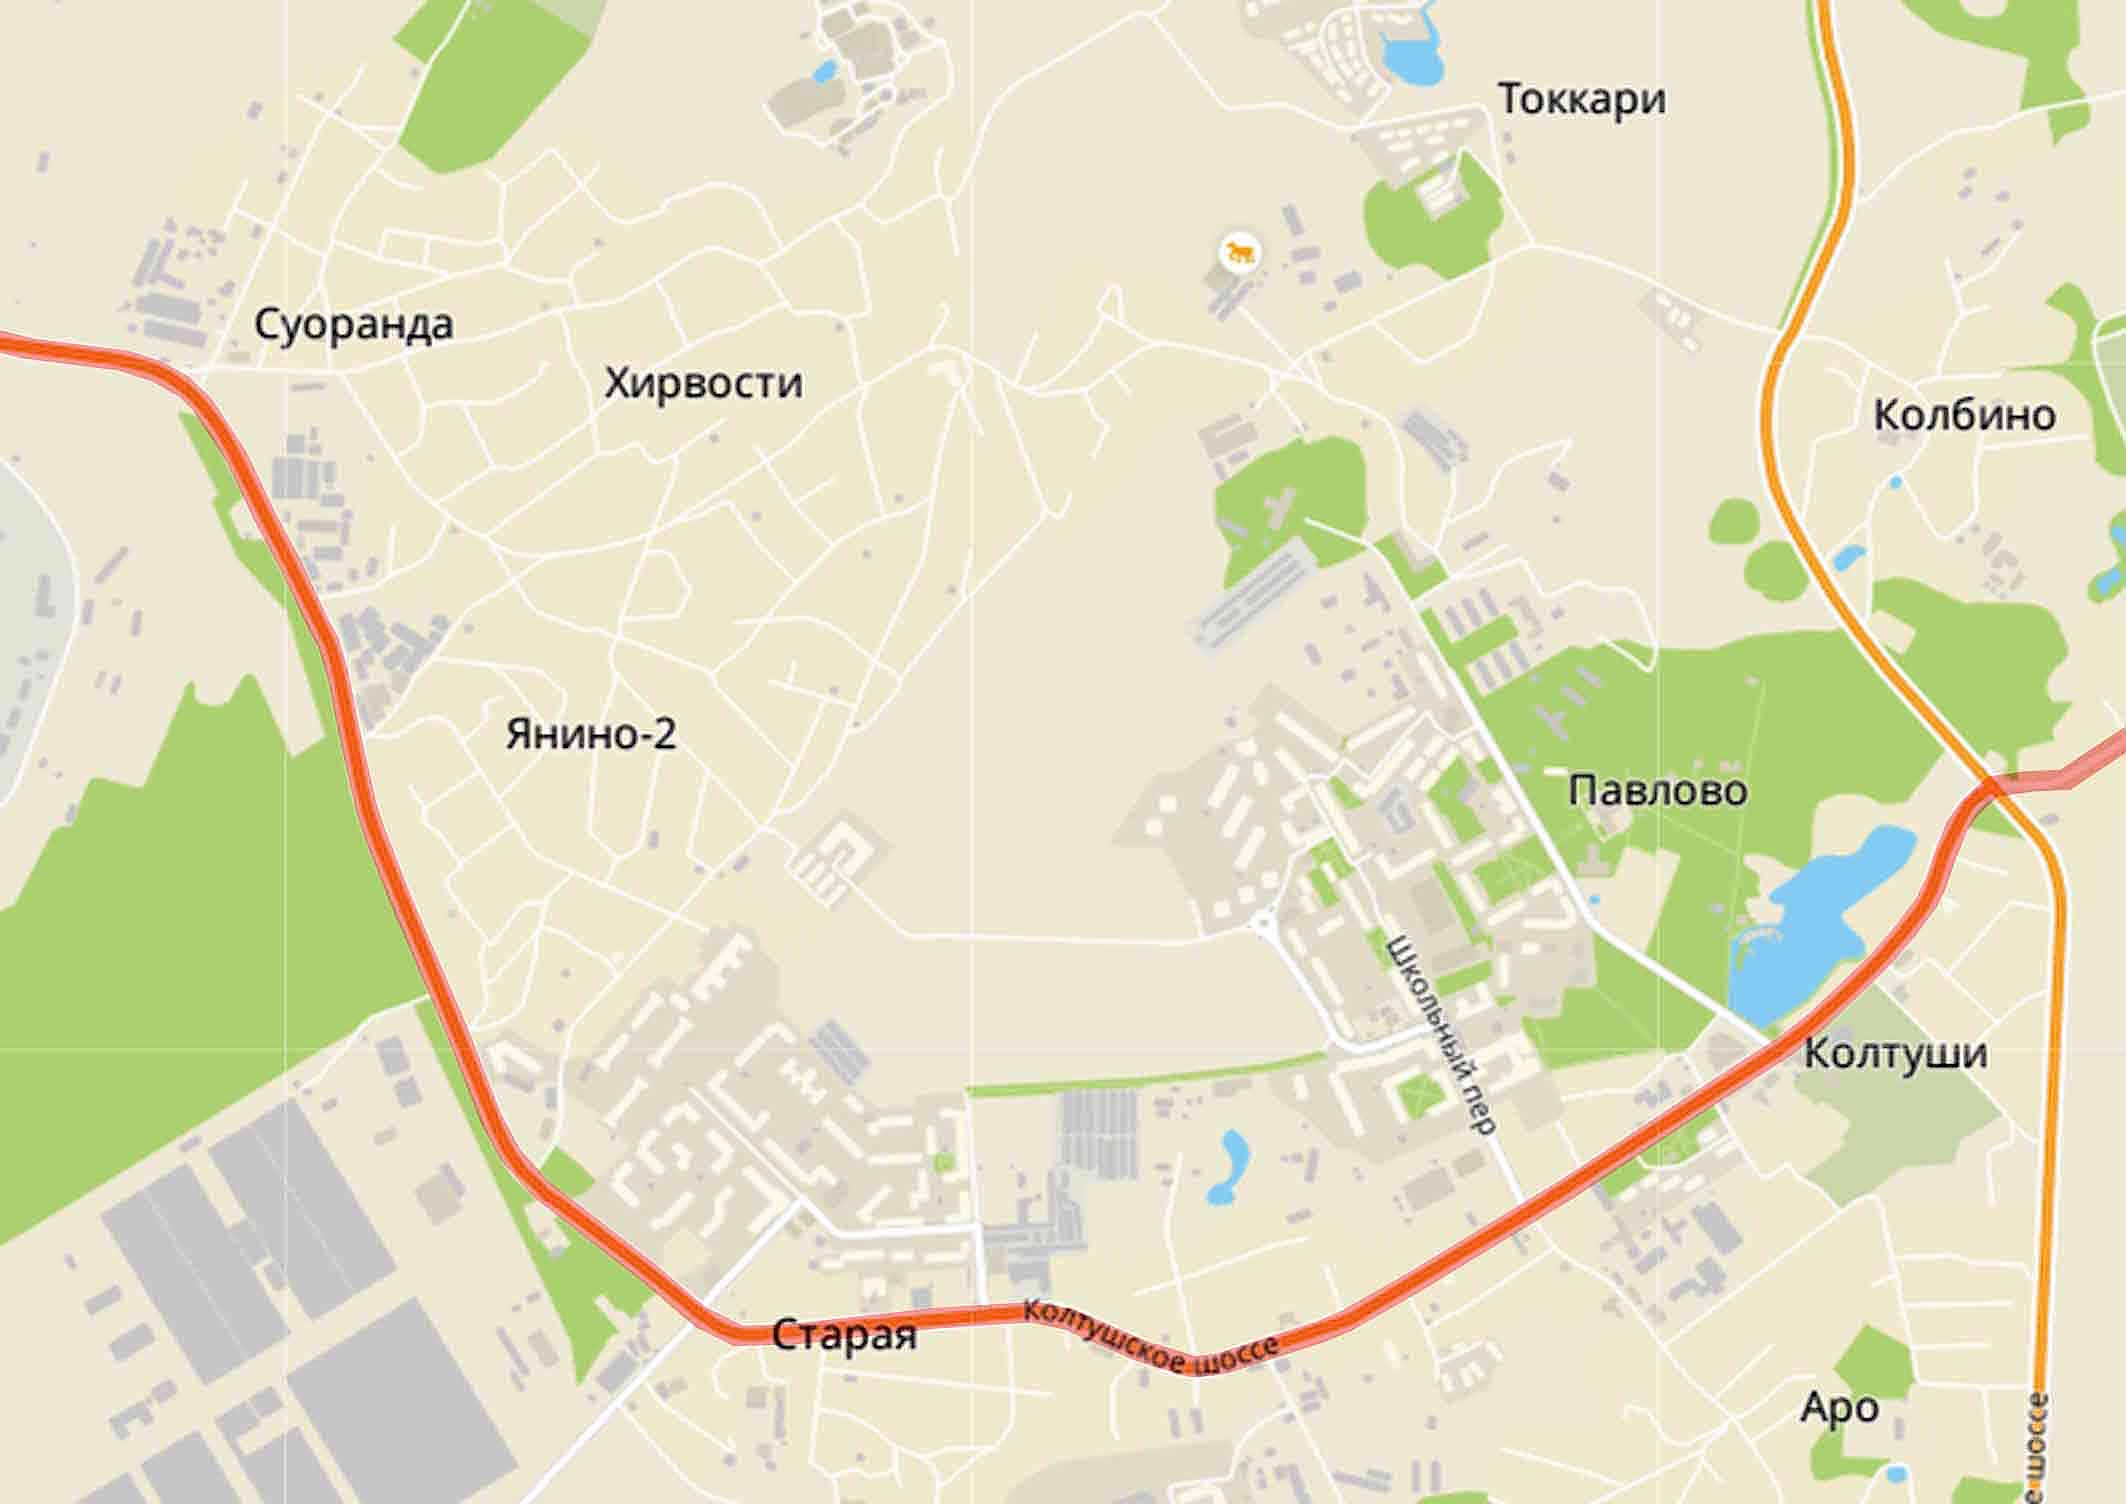 Токкари
Суоранда
Хирвости
Колбино
Янино-2
Павлово
Школьный пер
Колтуши
Колтушское шоссе
Старая
Аро
е шоссе